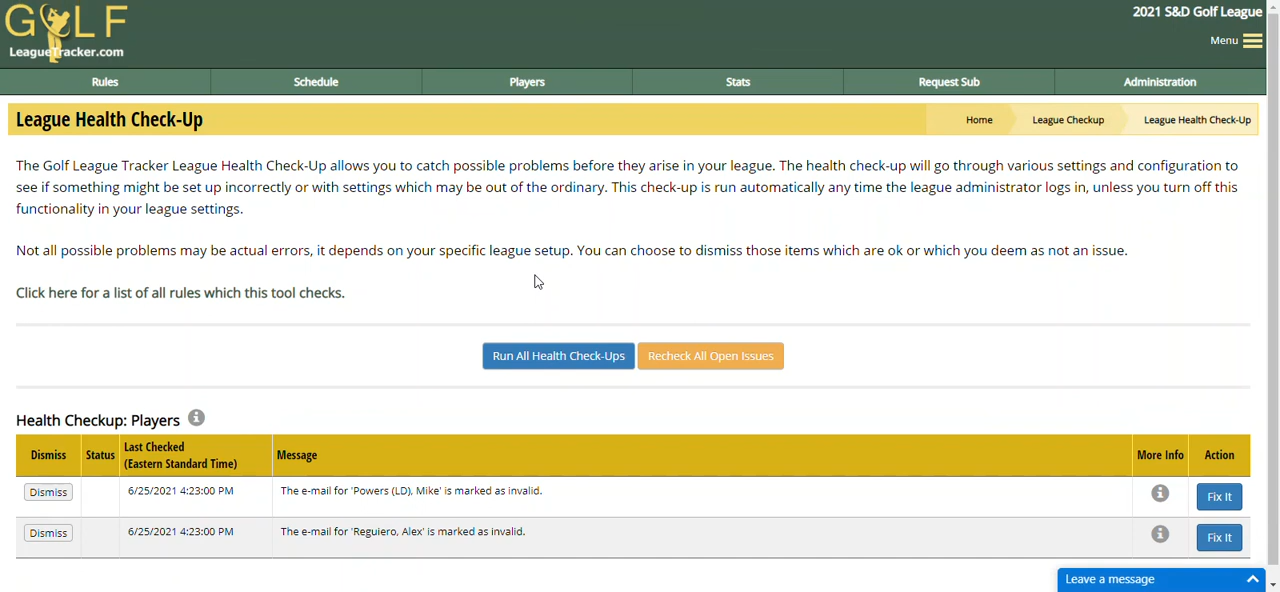 GOLF
LeagueTracker.com
2021 S&D Golf League
Menu
Rules Schedule Players Stats Request Sub Administration
League Health Check-Up
Home League Checkup League Health Check-Up
The Golf League Tracker League Health Check-Up allows you to catch possible problems before they arise in your league. The health check-up will go through various settings and configuration to
see if something might be set up incorrectly or with settings which may be out of the ordinary. This check-up is run automatically any time the league administrator logs in, unless you turn off this
functionality in your league settings.
Not all possible problems may be actual errors, it depends on your specific league setup. You can choose to dismiss those items which are ok or which you deem as not an issue.
Click here for a list of all rules which this tool checks.
Run All Health Check-Ups Recheck All Open Issues
Health Checkup: Players
Dismiss Status Last Checked (Eastern Standard Time) Message More Info Action
Dismiss 6/25/2021 4:23:00 PM The e-mail for 'Powers (LD), Mike' is marked as invalid. Fix It
Dismiss 6/25/2021 4:23:00 PM The e-mail for 'Reguiero, Alex' is marked as invalid. Fix It
Leave a message